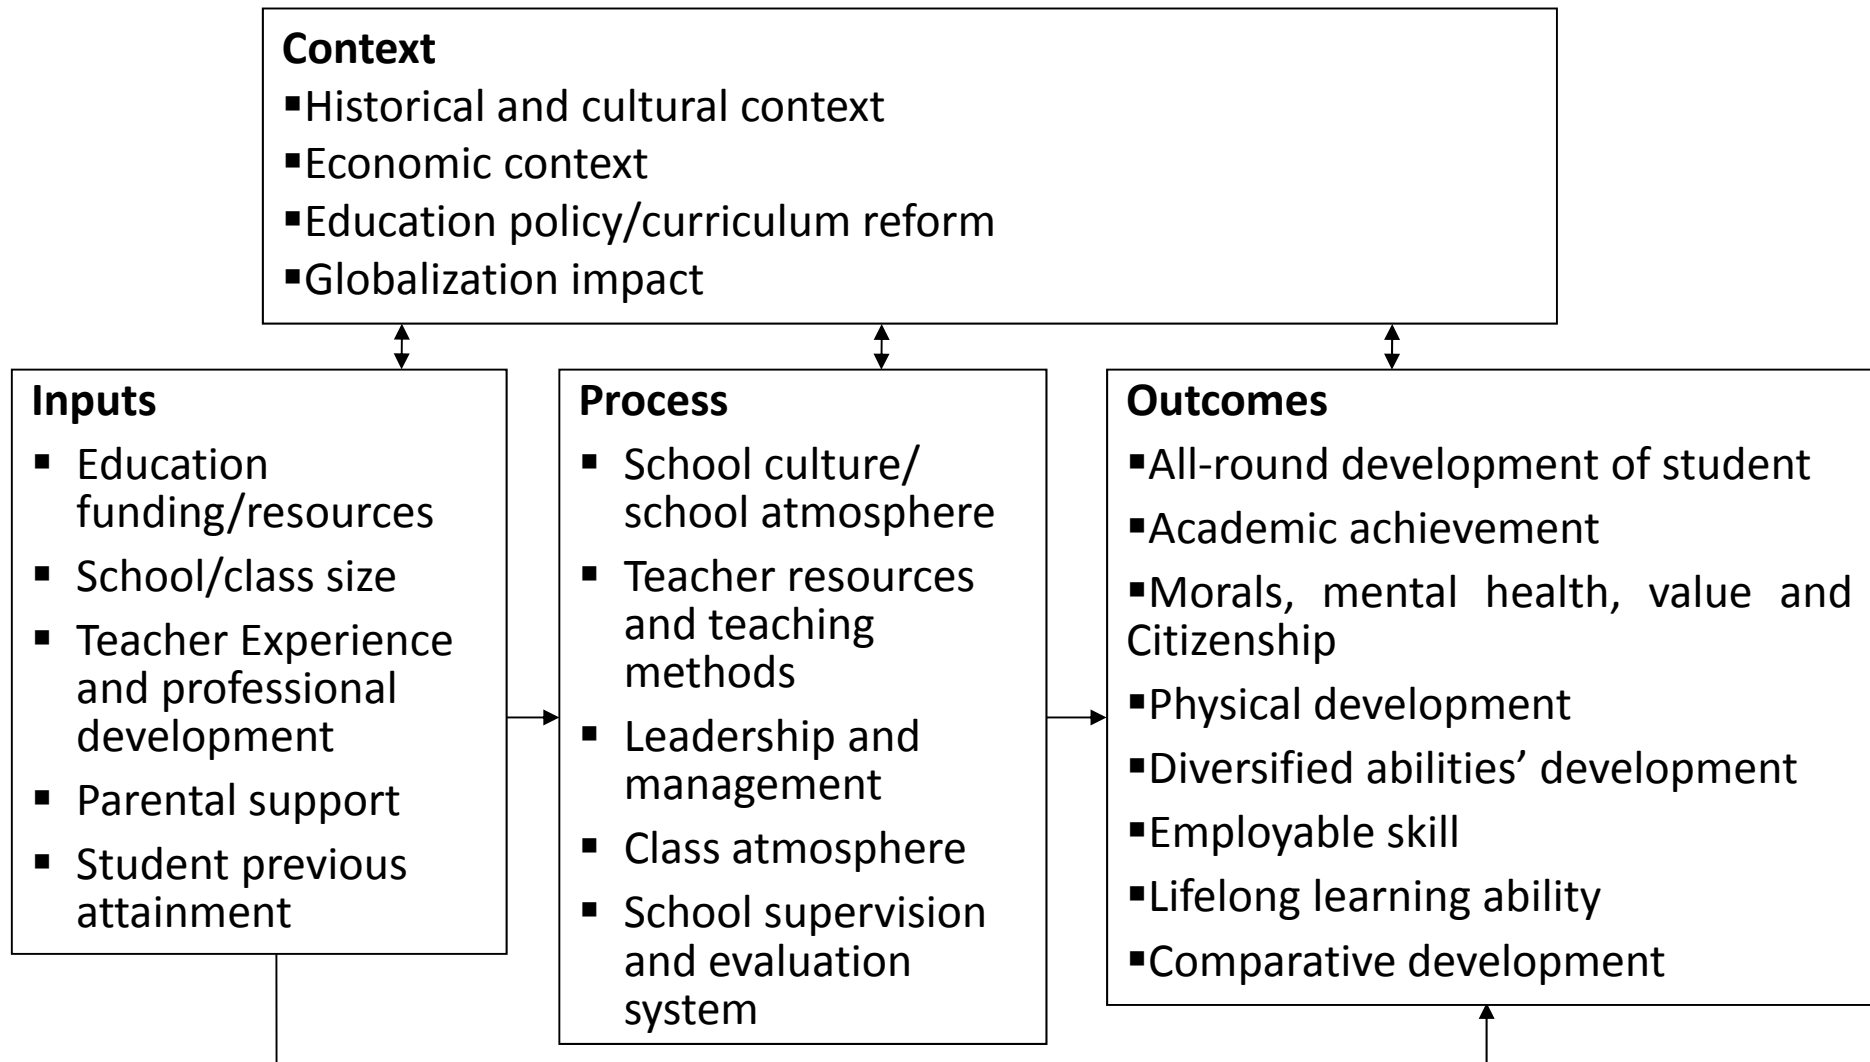 Context
▪Historical and cultural context
▪Economic context
▪Education policy/curriculum reform
▪Globalization impact
Inputs
▪ Education
funding/resources
▪ School/class size
▪ Teacher Experience
and professional
development
▪ Parental support
▪ Student previous
attainment
Process
▪ School culture/
school atmosphere
▪ Teacher resources
and teaching
methods
▪ Leadership and
management
▪ Class atmosphere
▪ School supervision
and evaluation
system
Outcomes
▪All-round development of student
▪Academic achievement
▪Morals, mental health, value and
Citizenship
▪Physical development
▪Diversified abilities’ development
▪Employable skill
▪Lifelong learning ability
▪Comparative development